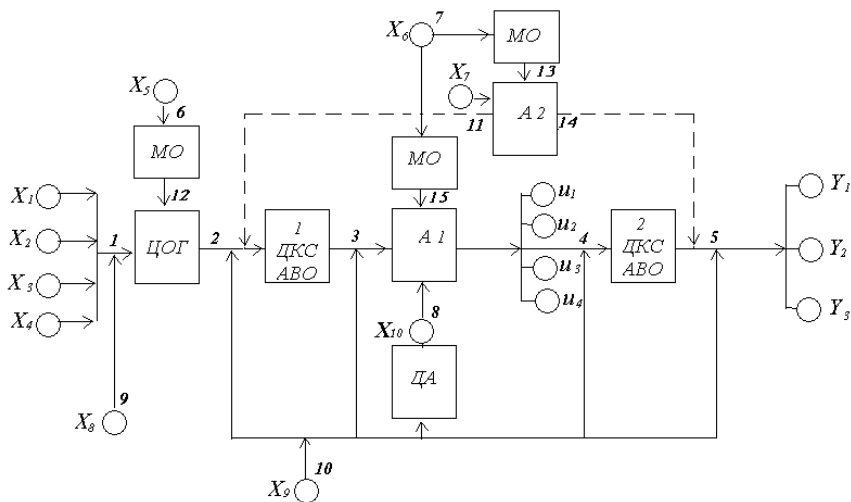 X6
7
МО
X7
13
А 2
11
14
X5
6
МО
12
МО
15
X1
X2
X3
X4
1
ЦОГ
2
1
ДКС
АВО
3
А 1
u1
u2
u3
u4
4
2
ДКС
АВО
5
Y1
Y2
Y3
8
X10
ДА
9
X8
10
X9